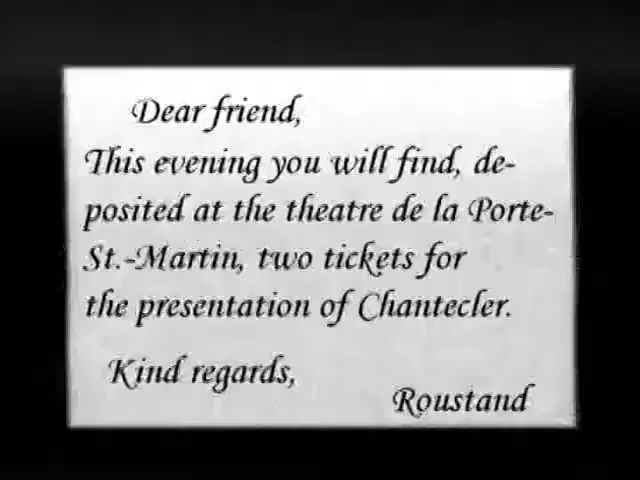 Dear friend,
This evening you will find, de-
posited at the theatre de la Porte-
St.-Martin, two tickets for
the presentation of Chantecler.
Kind regards,
Roustand